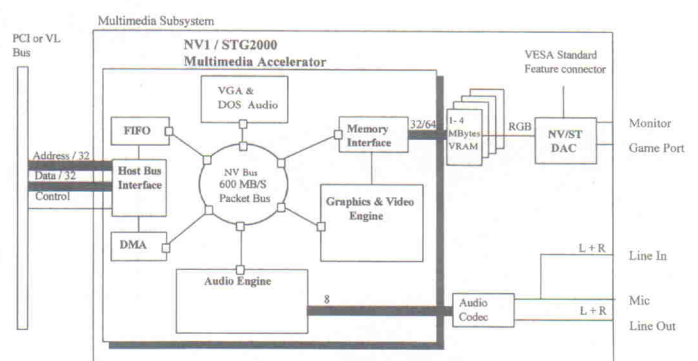 Multimedia Subsystem
PCI or VL
Bus
NV1 / STG2000
Multimedia Accelerator
VESA Standard
Feature connector
VGA &
DOS Audio
FIFO
Memory
Interface
32/64
1- 4
MBytes
VRAM
RGB
NV/ST
DAC
Monitor
Game Port
Address / 32
Data / 32
Control
Host Bus
Interface
NV Bus
600 MB/S
Packet Bus
Graphics & Video
Engine
DMA
Audio Engine
8
Audio
Codec
L + R
Line In
Mic
L + R
Line Out